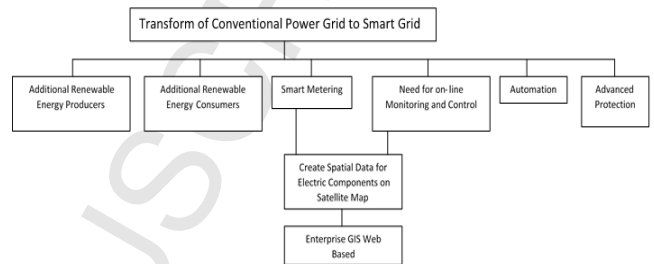 Transform of Conventional Power Grid to Smart Grid
Additional Renewable
Energy Producers
Additional Renewable
Energy Consumers
Smart Metering
Need for on-line
Monitoring and Control
Automation
Advanced
Protection
Create Spatial Data for
Electric Components on
Satellite Map
Enterprise GIS Web
Based